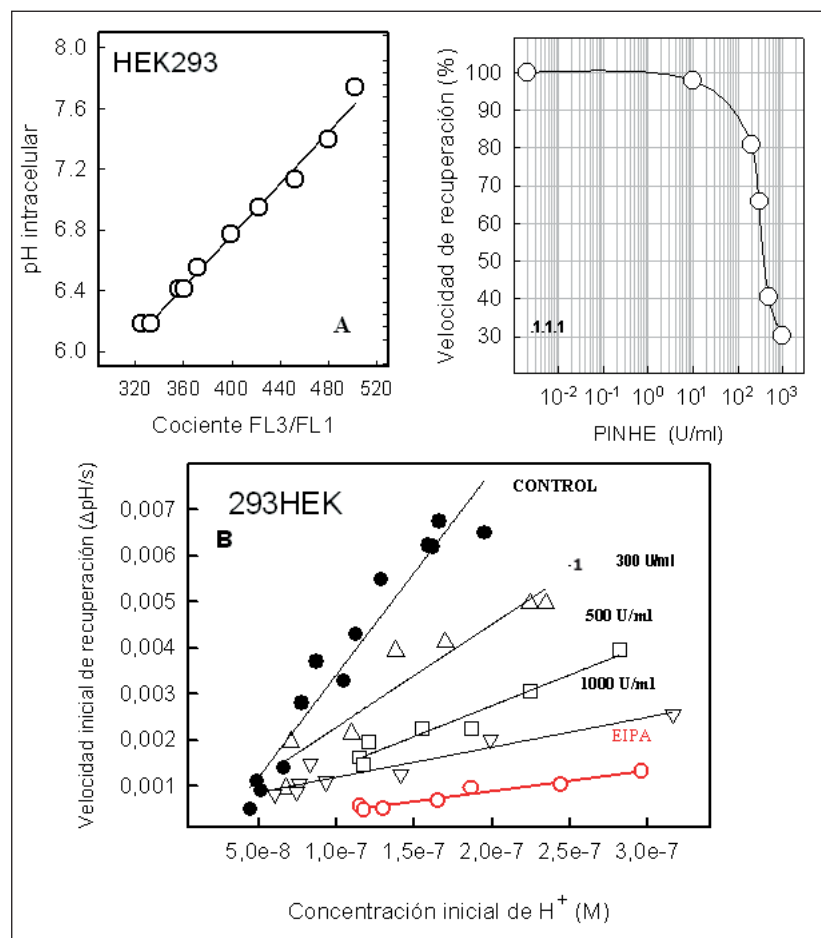 HEK293
pH intracelular
8.0
7.6
7.2
6.8
6.4
6.0
A
320 360 400 440 480 520
Cociente FL3/FL1
Velocidad de recuperación (%)
100
90
80
70
60
50
40
30
.1.1.1
10-2 10-1 100 101 102 103
PINHE (U/ml)
293HEK
B
Velocidad inicial de recuperación (ΔpH/s)
0,007
0,006
0,005
0,004
0,003
0,002
0,001
CONTROL
-1 300 U/ml
500 U/ml
1000 U/ml
EIPA
5,0e-8 1,0e-7 1,5e-7 2,0e-7 2,5e-7 3,0e-7
Concentración inicial de H+ (M)